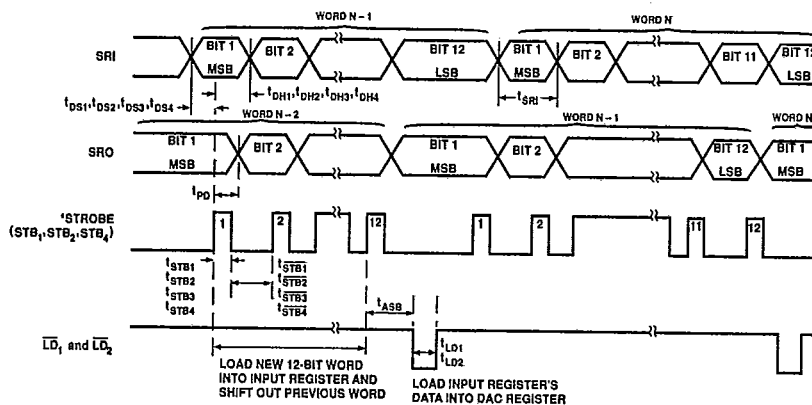 WORD N – 1
WORD N
SRI
BIT 1
MSB
BIT 2
BIT 12
LSB
BIT 1
MSB
BIT 2
BIT 11
LSB
tDS1, tDS2, tDS3, tDS4
tDH1, tDH2, tDH3, tDH4
tSRI
WORD N – 2
WORD N – 1
SRO
BIT 1
MSB
BIT 2
BIT 1
MSB
BIT 2
BIT 12
LSB
BIT 1
MSB
tPD
*STROBE
(STB1, STB2, STB4)
1
2
12
1
2
11
12
tSTB1
tSTB2
tSTB3
tSTB4
tSTB1
tSTB2
tSTB3
tSTB4
tASB
LD1 and LD2
tLD1
tLD2
LOAD NEW 12-BIT WORD
INTO INPUT REGISTER AND
SHIFT OUT PREVIOUS WORD
LOAD INPUT REGISTER'S
DATA INTO DAC REGISTER